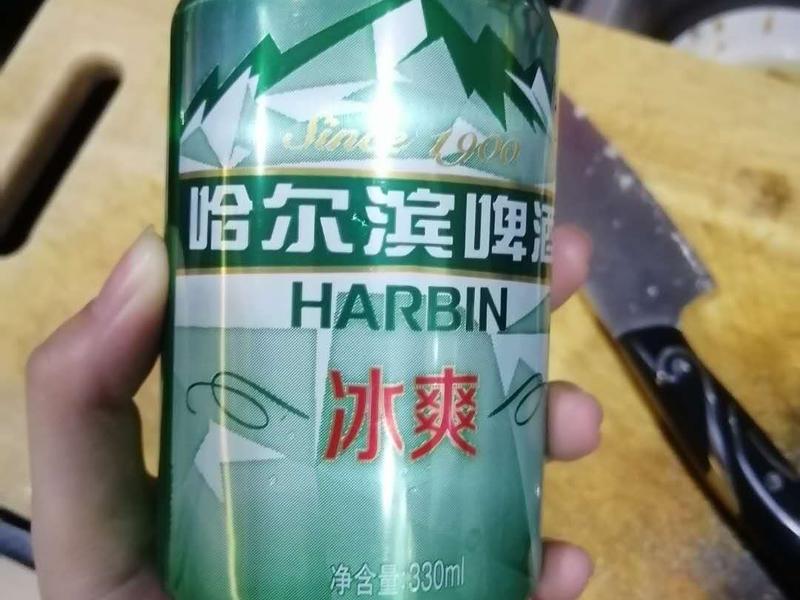 Since 1900
哈尔滨啤酒
HARBIN
冰爽
净含量:330ml